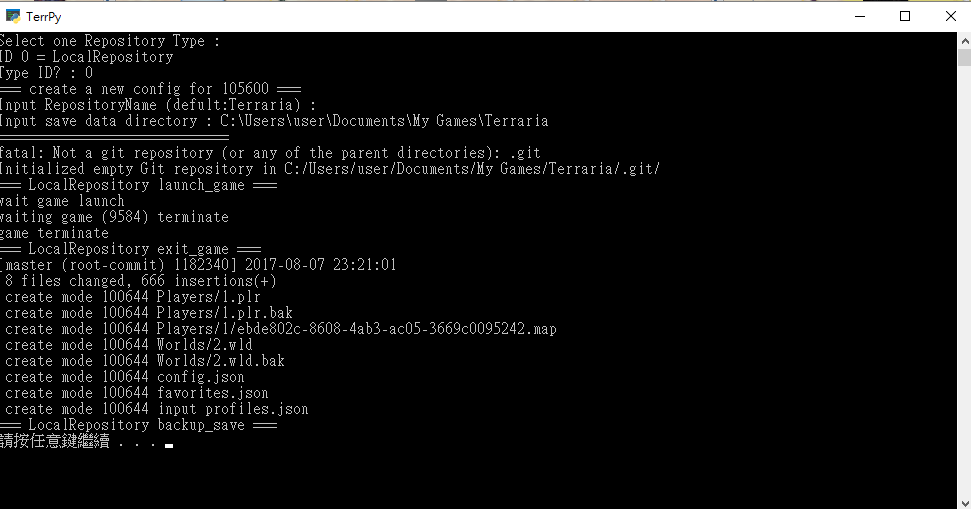 TerrPy
Select one Repository Type :
ID 0 = LocalRepository
Type ID? : 0
=== create a new config for 105600 ===
Input RepositoryName (defult:Terraria) :
Input save data directory : C:\Users\user\Documents\My Games\Terraria
=========================
fatal: Not a git repository (or any of the parent directories): .git
Initialized empty Git repository in C:/Users/user/Documents/My Games/Terraria/.git/
=== LocalRepository launch_game ===
wait game launch
waiting game (9584) terminate
game terminate
=== LocalRepository exit_game ===
[master (root-commit) 1182340] 2017-08-07 23:21:01
8 files changed, 666 insertions(+)
create mode 100644 Players/1.plr
create mode 100644 Players/1.plr.bak
create mode 100644 Players/1/ebde802c-8608-4ab3-ac05-3669c0095242.map
create mode 100644 Worlds/2.wld
create mode 100644 Worlds/2.wld.bak
create mode 100644 config.json
create mode 100644 favorites.json
create mode 100644 input profiles.json
=== LocalRepository backup_save ===
請按任意鍵繼續 . . .